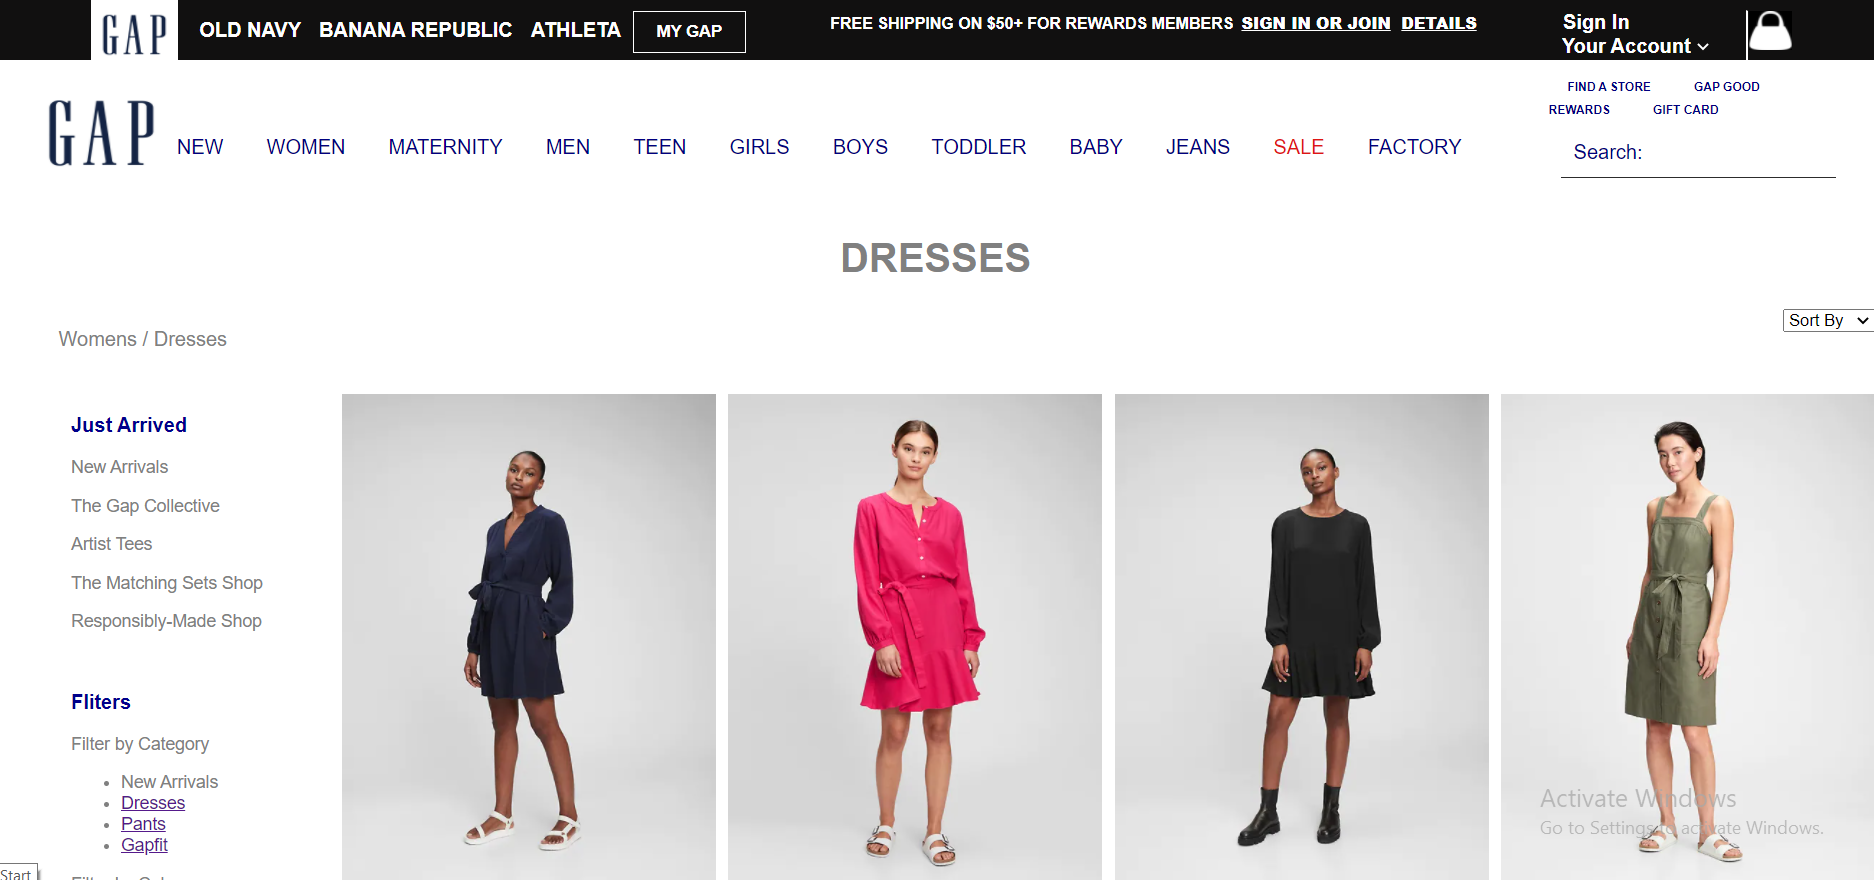 GAP OLD NAVY BANANA REPUBLIC ATHLETA MY GAP FREE SHIPPING ON $50+ FOR REWARDS MEMBERS SIGN IN OR JOIN DETAILS Sign In
Your Account
FIND A STORE GAP GOOD
REWARDS GIFT CARD
GAP NEW WOMEN MATERNITY MEN TEEN GIRLS BOYS TODDLER BABY JEANS SALE FACTORY
Search:
DRESSES
Sort By
Womens / Dresses
Just Arrived
New Arrivals
The Gap Collective
Artist Tees
The Matching Sets Shop
Responsibly-Made Shop
Fliters
Filter by Category
New Arrivals
Dresses
Pants
Gapfit
Activate Windows
Go to Settings to activate Windows.
Start